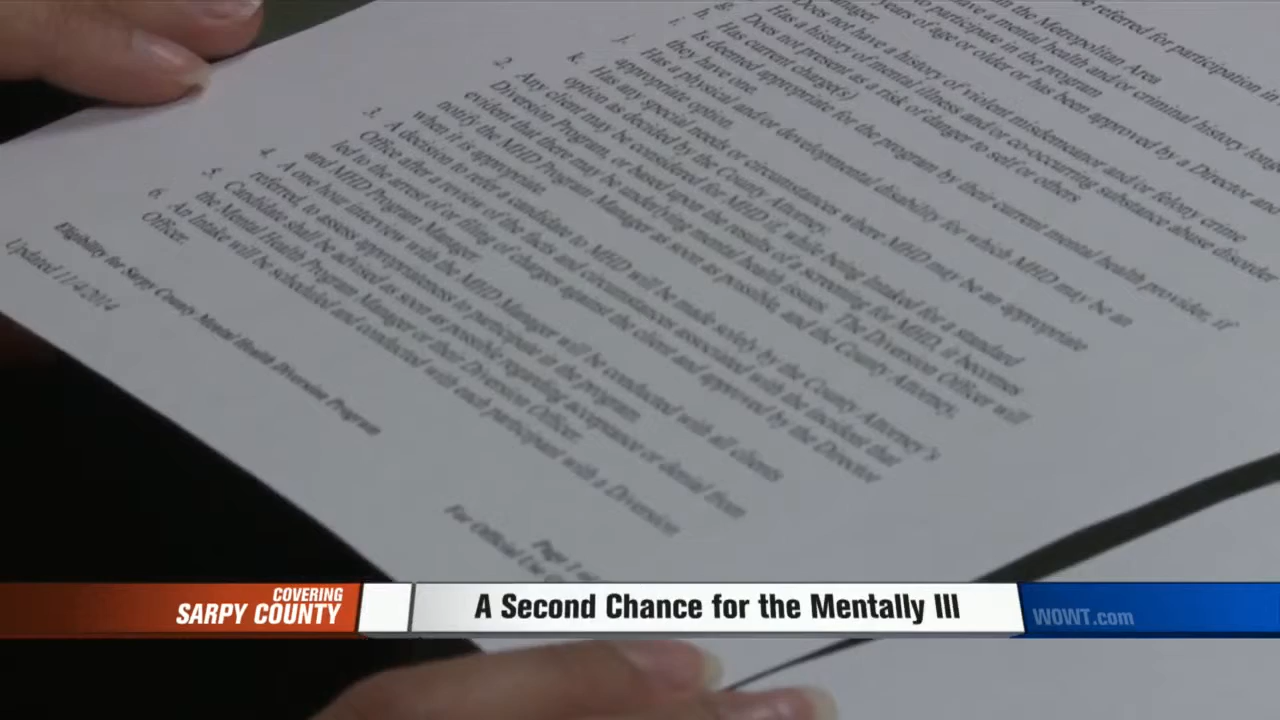 are referred for participation in
in the Metropolitan Area
have a mental health and/or criminal history long
to participate in the program
years of age or older or has been approved by a Director and
manager.
Does not have a history of violent misdemeanor and/or felony crime
g. Has a history of mental illness and/or co-occurring substance abuse disorder
h. Does not present as a risk of danger to self or others
i. Has current charge(s)
Is deemed appropriate for the program by their current mental health provider, if
they have one.
j. Has a physical and/or developmental disability for which MHD may be an
appropriate option.
k. Has any special needs or circumstances where MHD may be an appropriate
option as decided by the County Attorney.
2. Any client may be considered for MHD if, while being intaked for a standard
Diversion Program, or based upon the results of a screening for MHD, it becomes
evident that there may be underlying mental health issues. The Diversion Officer will
notify the MHD Program Manager as soon as possible, and the County Attorney,
when it is appropriate.
3. A decision to refer a candidate to MHD will be made solely by the County Attorney's
Office after a review of the facts and circumstances associated with the incident that
led to the arrest of or filing of charges against the client and approved by the Director
and MHD Program Manager.
4. A one hour interview with the MHD Manager will be conducted with all clients
referred, to assess appropriateness to participate in the program.
5. Candidate shall be advised as soon as possible regarding acceptance or denial from
the Mental Health Program Manager or their Diversion Officer.
6. An Intake will be scheduled and conducted with each participant with a Diversion
Officer.
Eligibility for Sarpy County Mental Health Diversion Program
Updated 11/4/2014
Page 1
For Official Use
COVERING
SARPY COUNTY
A Second Chance for the Mentally Ill
WOWT.com